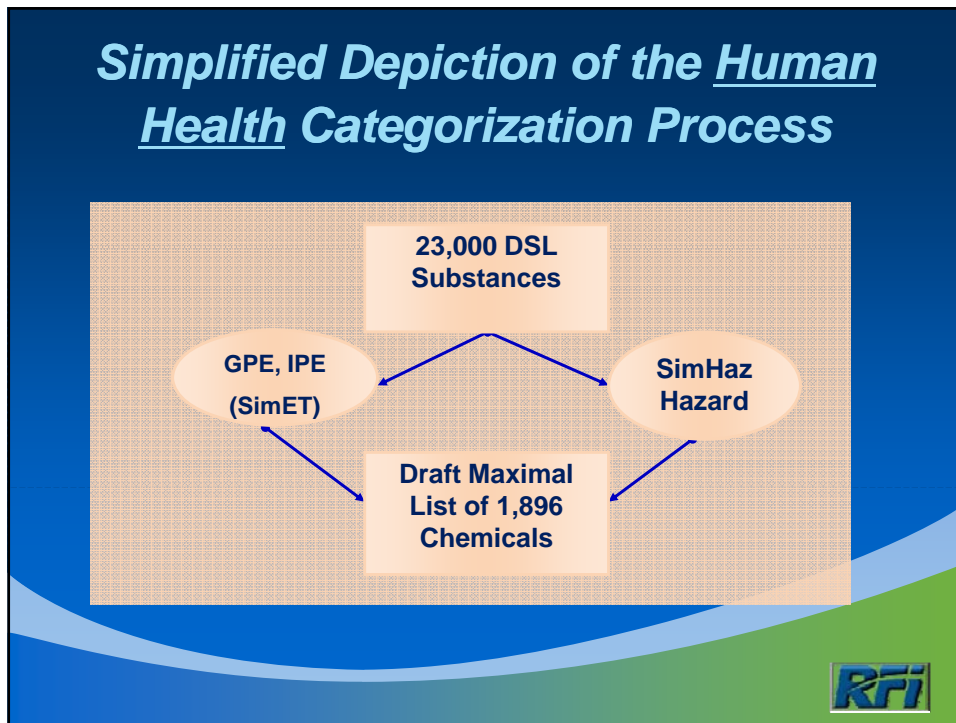 Simplified Depiction of the Human
Health Categorization Process
23,000 DSL
Substances
GPE, IPE
(SimET)
SimHaz
Hazard
Draft Maximal
List of 1,896
Chemicals
RFi